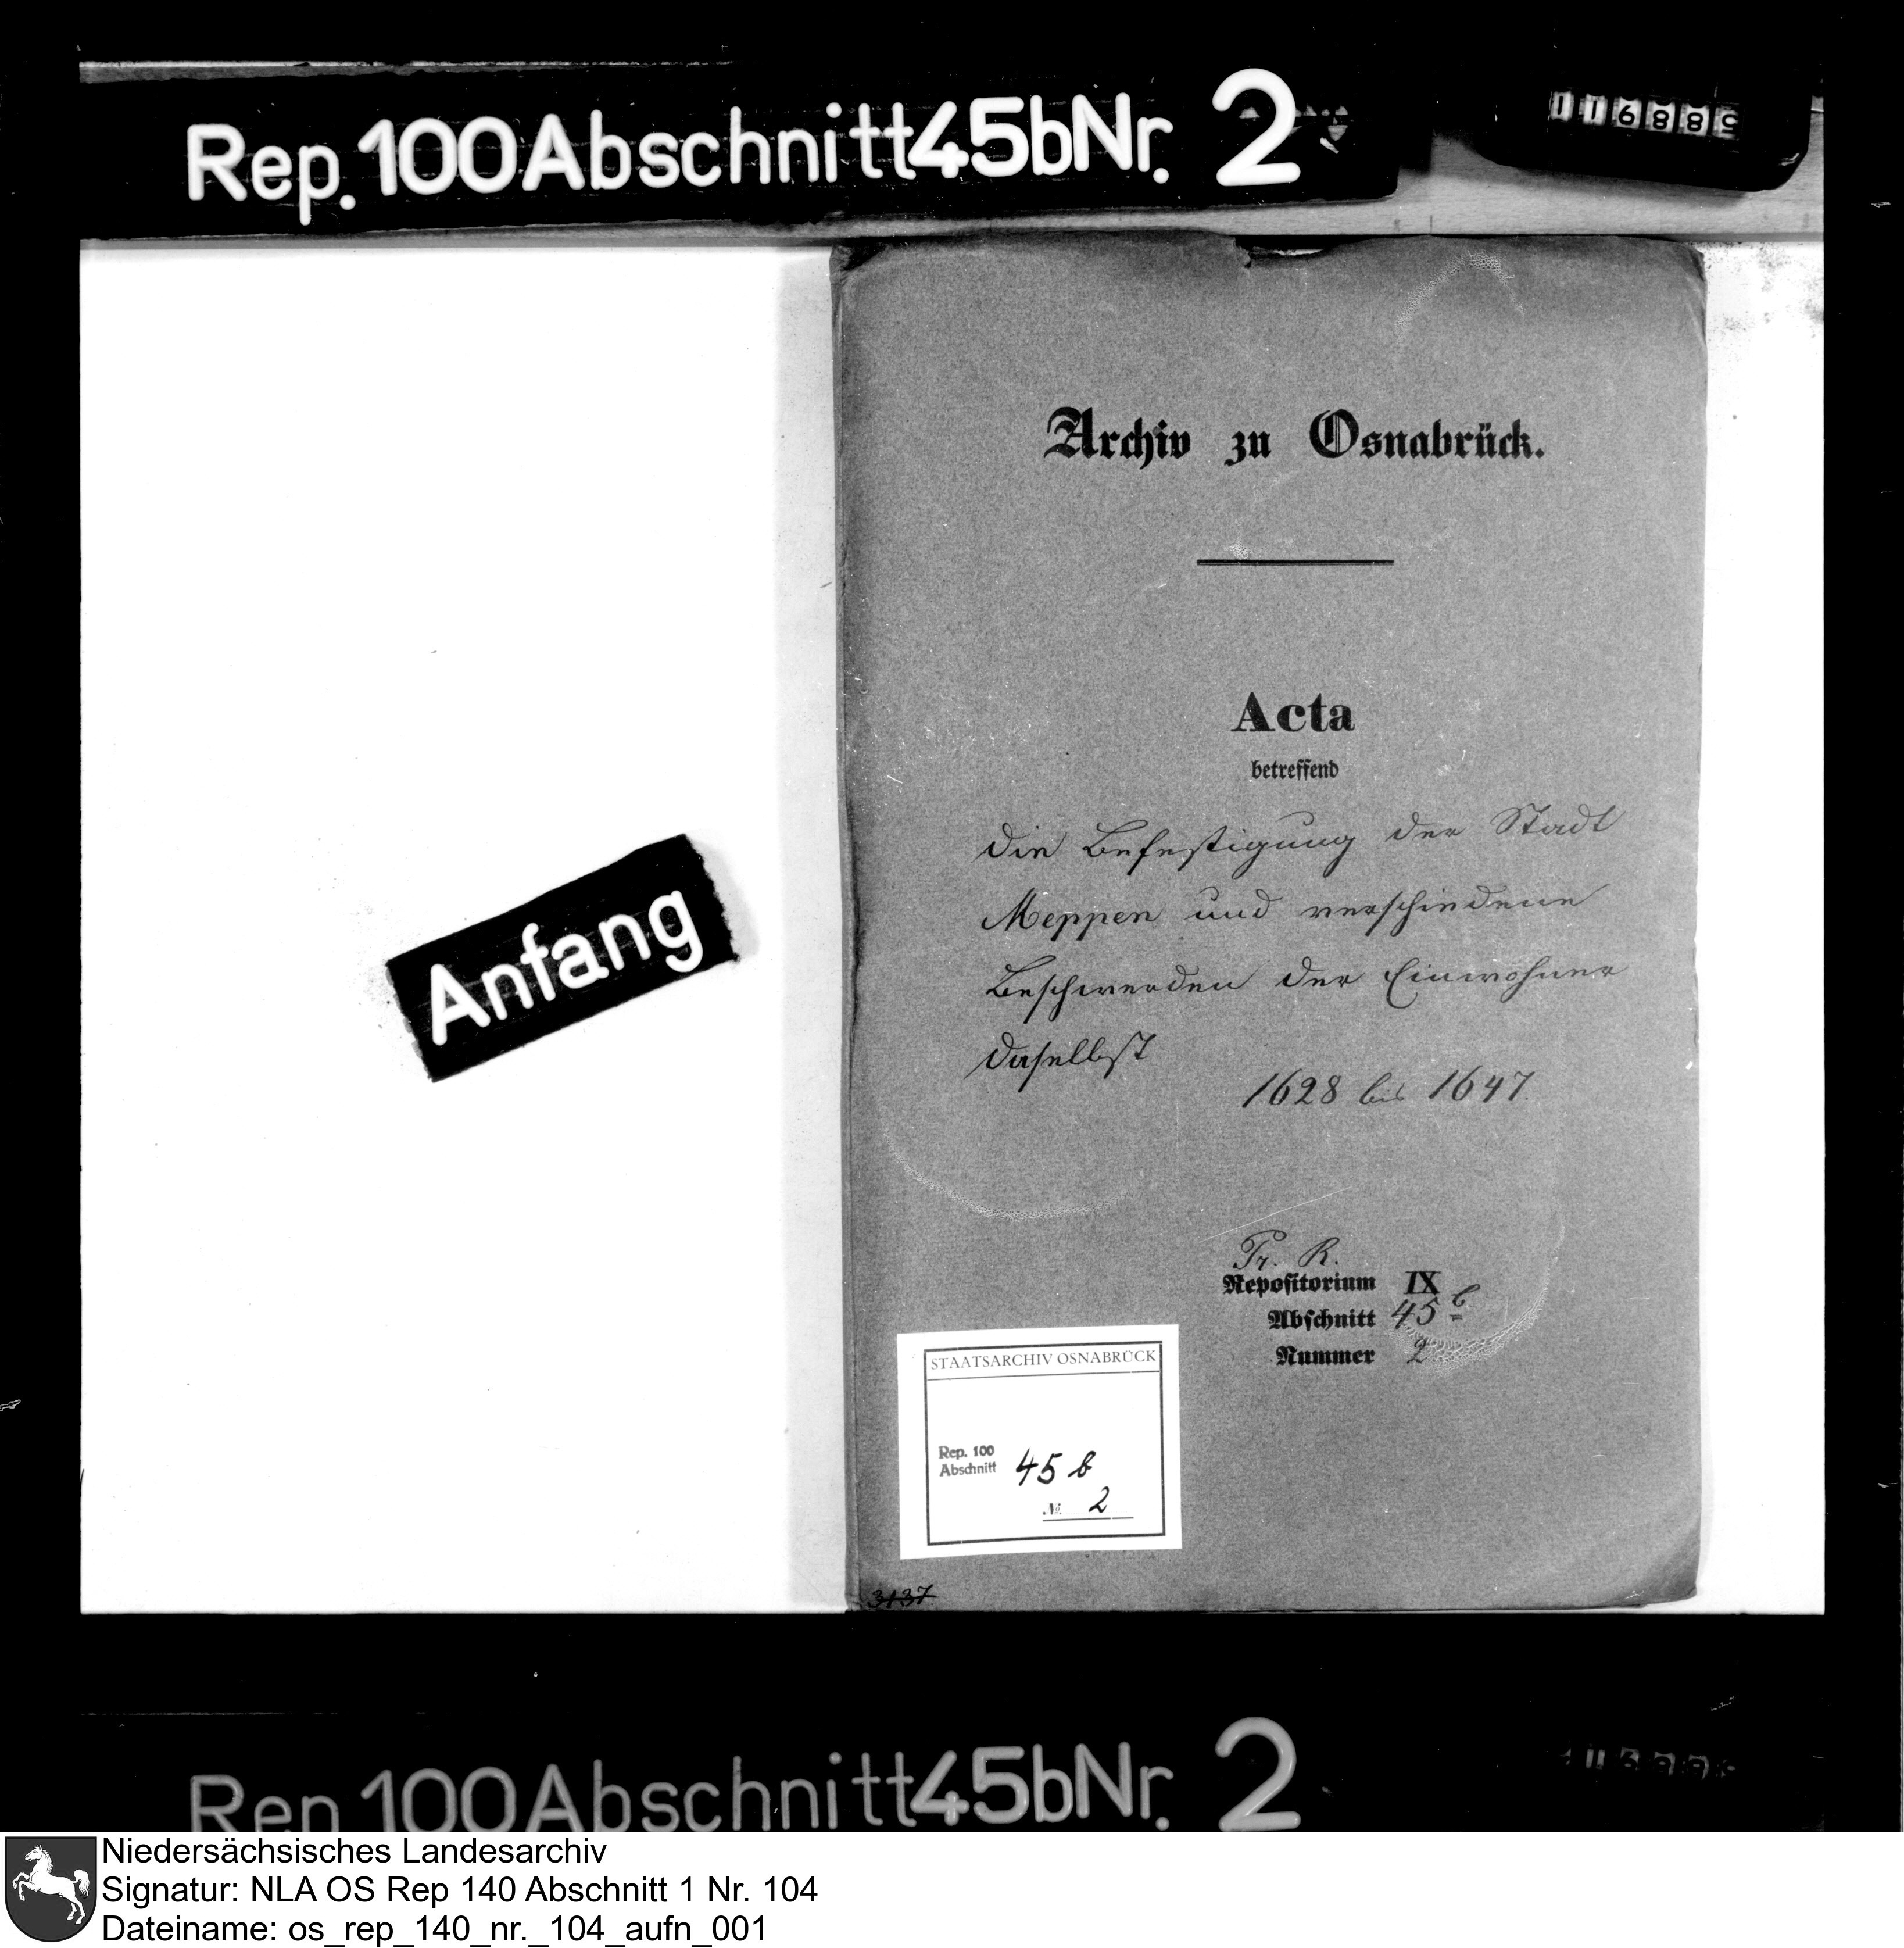 Rep. 100 Abschnitt 45b Nr. 2
Archiv zu Osnabrück.
Acta
betreffend
die Befestigung der Stadt
Meppen und verschiedene
Beschwerden der Einwohner
daselbst
1628 bis 1647.
Anfang
Pr. R.
Repositorium IX
Abschnitt 45 b
Nummer 2
STAATSARCHIV OSNABRÜCK
Rep. 100
Abschnitt 45 b
№ 2
3137
Rep. 100 Abschnitt 45b Nr. 2
Niedersächsisches Landesarchiv
Signatur: NLA OS Rep 140 Abschnitt 1 Nr. 104
Dateiname: os_rep_140_nr._104_aufn_001